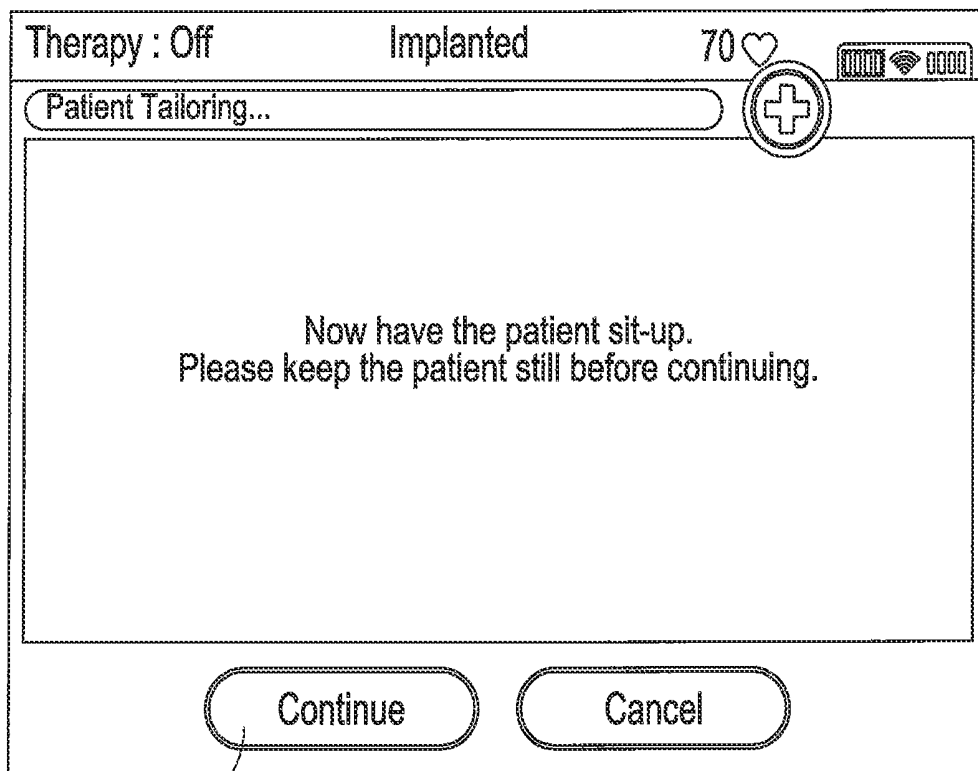 Therapy : Off Implanted 70
Patient Tailoring...
Now have the patient sit-up.
Please keep the patient still before continuing.
Continue Cancel